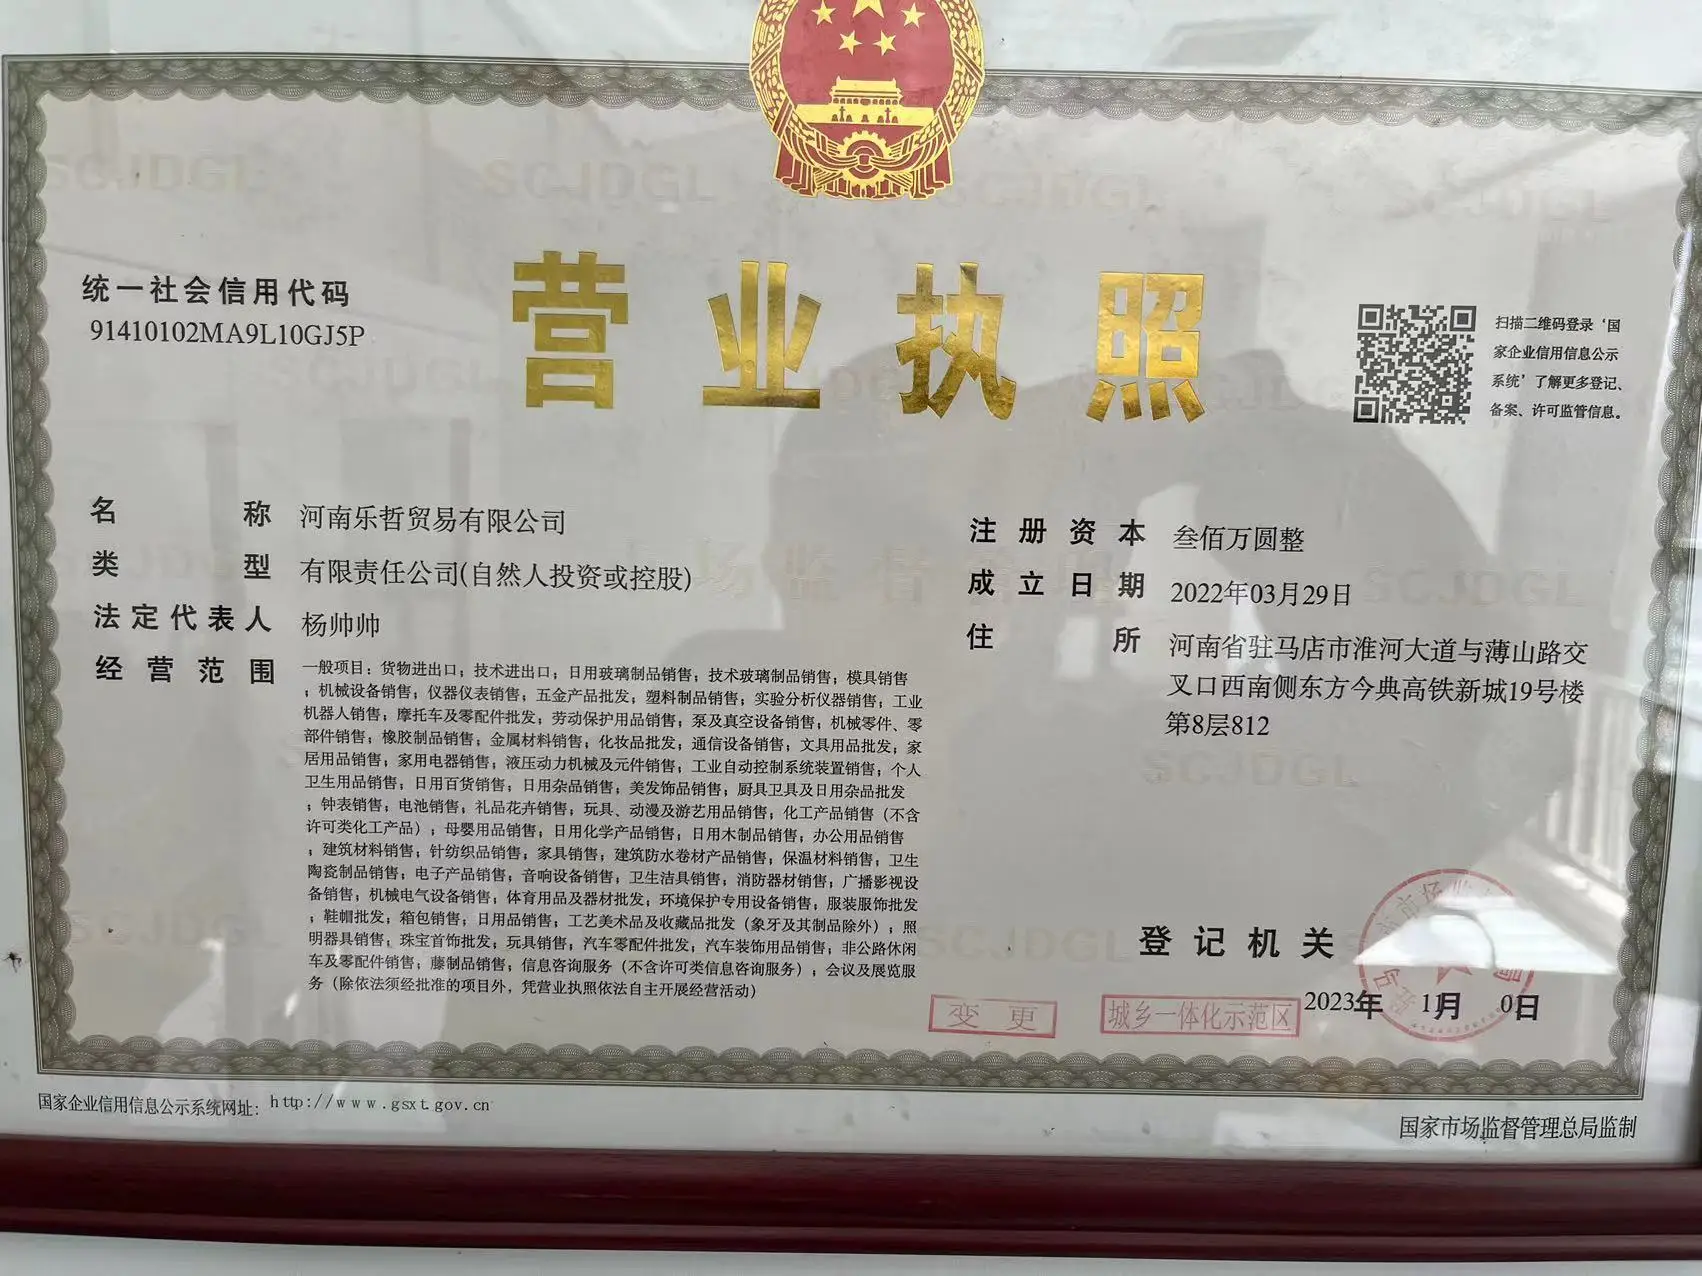 营业执照
统一社会信用代码
91410102MA9L10GJ5P
扫描二维码登录‘国
家企业信用信息公示
系统’了解更多登记、
备案、许可监管信息。
名称 河南乐哲贸易有限公司
类型 有限责任公司(自然人投资或控股)
法定代表人 杨帅帅
经营范围 一般项目：货物进出口；技术进出口；日用玻璃制品销售；技术玻璃制品销售；模具销售
；机械设备销售；仪器仪表销售；五金产品批发；塑料制品销售；实验分析仪器销售；工业
机器人销售；摩托车及零配件批发；劳动保护用品销售；泵及真空设备销售；机械零件、零
部件销售；橡胶制品销售；金属材料销售；化妆品批发；通信设备销售；文具用品批发；家
居用品销售；家用电器销售；液压动力机械及元件销售；工业自动控制系统装置销售；个人
卫生用品销售；日用百货销售；日用杂品销售；美发饰品销售；厨具卫具及日用杂品批发
；钟表销售；电池销售；礼品花卉销售；玩具、动漫及游艺用品销售；化工产品销售（不含
许可类化工产品）；母婴用品销售；日用化学产品销售；日用木制品销售；办公用品销售
；建筑材料销售；针纺织品销售；家具销售；建筑防水卷材产品销售；保温材料销售；卫生
陶瓷制品销售；电子产品销售；音响设备销售；卫生洁具销售；消防器材销售；广播影视设
备销售；机械电气设备销售；体育用品及器材批发；环境保护专用设备销售；服装服饰批发
；鞋帽批发；箱包销售；日用品销售；工艺美术品及收藏品批发（象牙及其制品除外）；照
明器具销售；珠宝首饰批发；玩具销售；汽车零配件批发；汽车装饰用品销售；非公路休闲
车及零配件销售；藤制品销售；信息咨询服务（不含许可类信息咨询服务）；会议及展览服
务（除依法须经批准的项目外，凭营业执照依法自主开展经营活动）
注册资本 叁佰万圆整
成立日期 2022年03月29日
住所 河南省驻马店市淮河大道与薄山路交
叉口西南侧东方今典高铁新城19号楼
第8层812
登记机关
变更
城乡一体化示范区
2023年 11月 日
国家企业信用信息公示系统网址：http://www.gsxt.gov.cn
国家市场监督管理总局监制